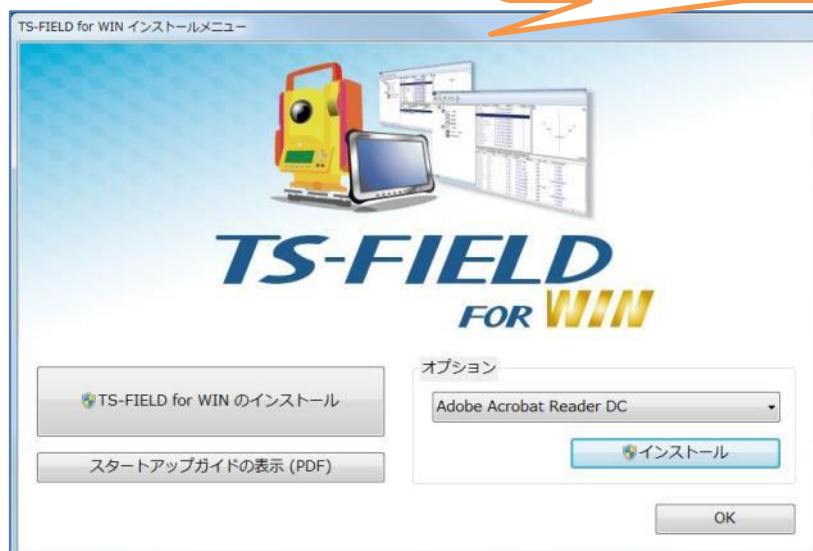 TS-FIELD for WIN インストールメニュー
TS-FIELD
FOR WIN
TS-FIELD for WIN のインストール
スタートアップガイドの表示 (PDF)
オプション
Adobe Acrobat Reader DC
インストール
OK